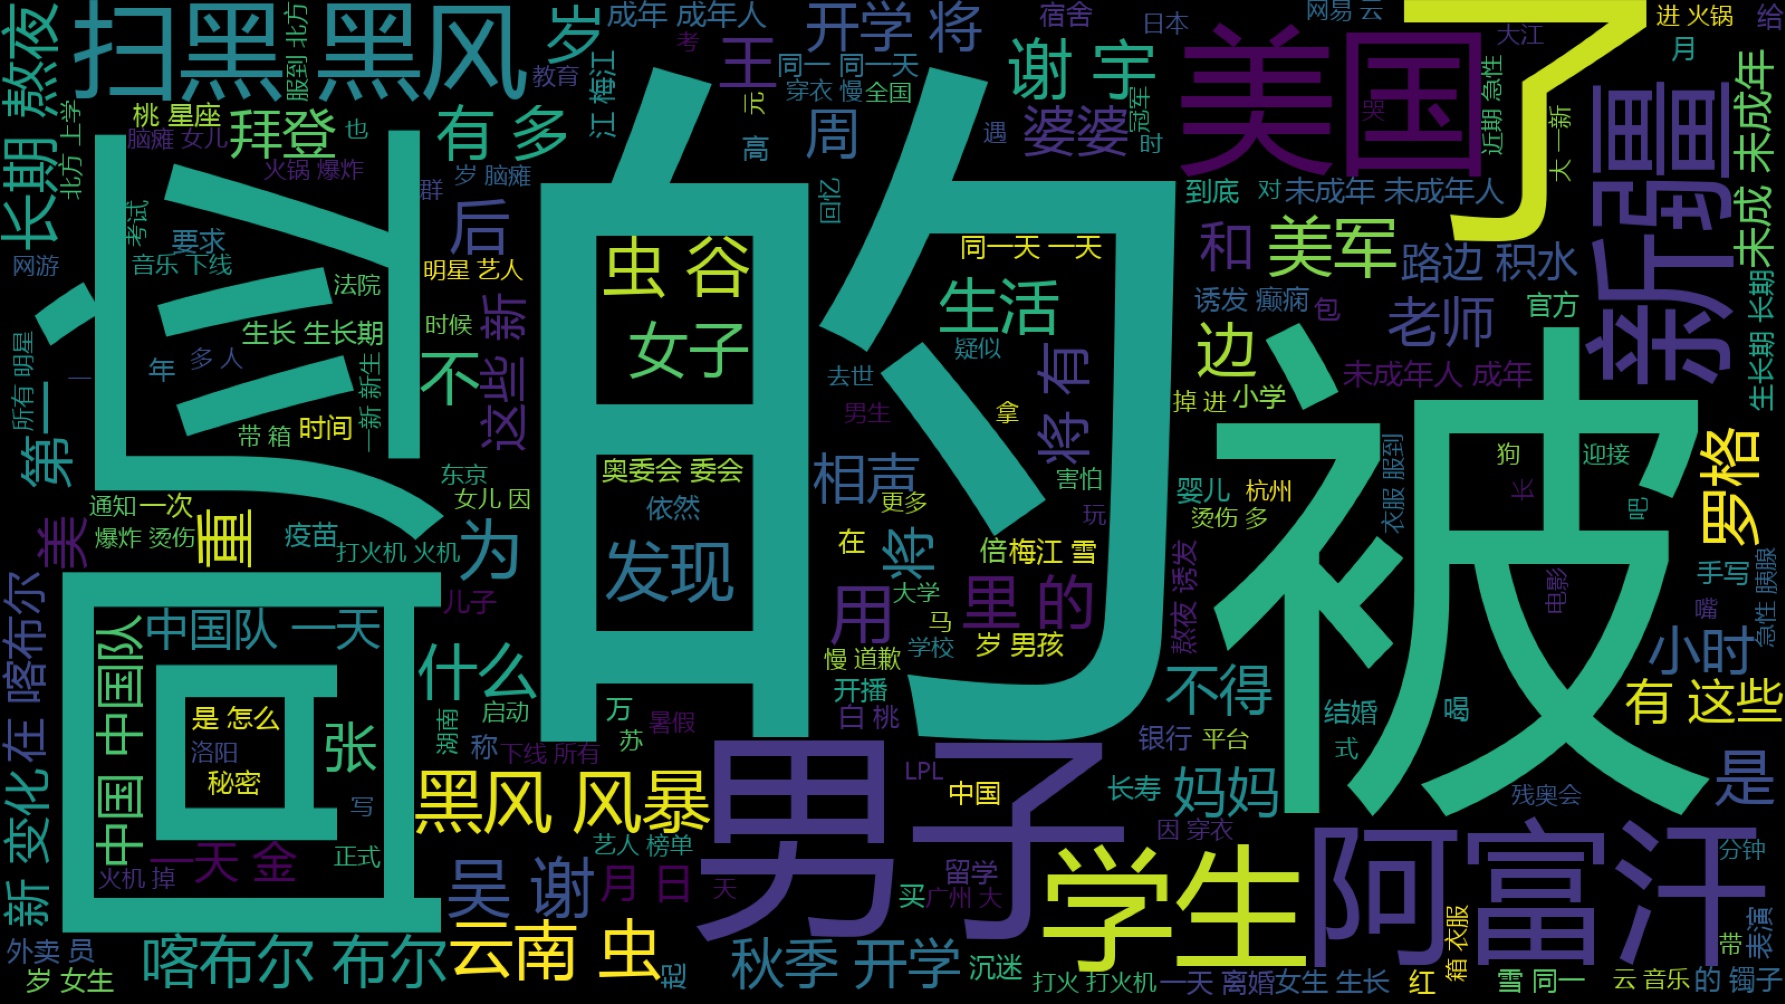 扫黑 黑风
岁
成年 成年人
考
王
开学 将
宿舍
日本
网易 云
大江
了
进 火锅
给
月
长期 熬夜
服到 北方
教育
江 梅江
同一 同一天
穿衣 慢
全国
元
谢 宇
美国
哭
近期 急性
大一新
新疆
未成 未成年
北方 上学
桃 星座
脑瘫 女儿
拜登
也
火锅 爆炸
有 多
高
周
遇
婆婆
冠军
时
群
岁 脑瘫
回忆
到底
对
未成年 未成年人
应
的
考试
要求
音乐 下线
法院
后
明星 艺人
虫 谷
同一天 一天
和
美军
路边 积水
网游
生长 生长期
时候
这些 新
女子
生活
疑似
诱发 癫痫
包
老师
官方
生长期 长期
所有 明星
第一
一
年
多 人
一新 新生
不
去世
男生
拿
将 有
边
被
未成年人 成年
掉 进
小学
带 箱
时间
东京
女儿 因
奥委会 委会
依然
相声
更多
害怕
玩
婴儿
杭州
烫伤 多
衣服 服到
狗
长
迎接
吧
罗格
通知
一次
美
爆炸 烫伤
重
疫苗
打火机 火机
为
发现
在
将
倍
梅江 雪
熬夜 诱发
手写
嘴
急性 胰腺
电影
回
中国队 一天
儿子
用
大学
马
学校
里 的
岁 男孩
慢 道歉
小时
在 喀布尔
中国 中国队
什么
启动
湖南
称
下线 所有
万
苏
暑假
开播
白 桃
不得
结婚
式
喝
有 这些
是 怎么
洛阳
秘密
张
写
银行
平台
是
新 变化
黑风 风暴
男子
LPL
中国
长寿
妈妈
残奥会
一天 金
火机 掉
正式
艺人 榜单
因 穿衣
阿富汗
分钟
吴 谢
月 日
天
留学
买
广州 大
学生
箱 衣服
表演
带
外卖 员
岁 女生
喀布尔 布尔
云南 虫
起
秋季 开学
沉迷
打火 打火机
一天 离婚
女生 生长
红
雪 同一
云 音乐
的 镯子